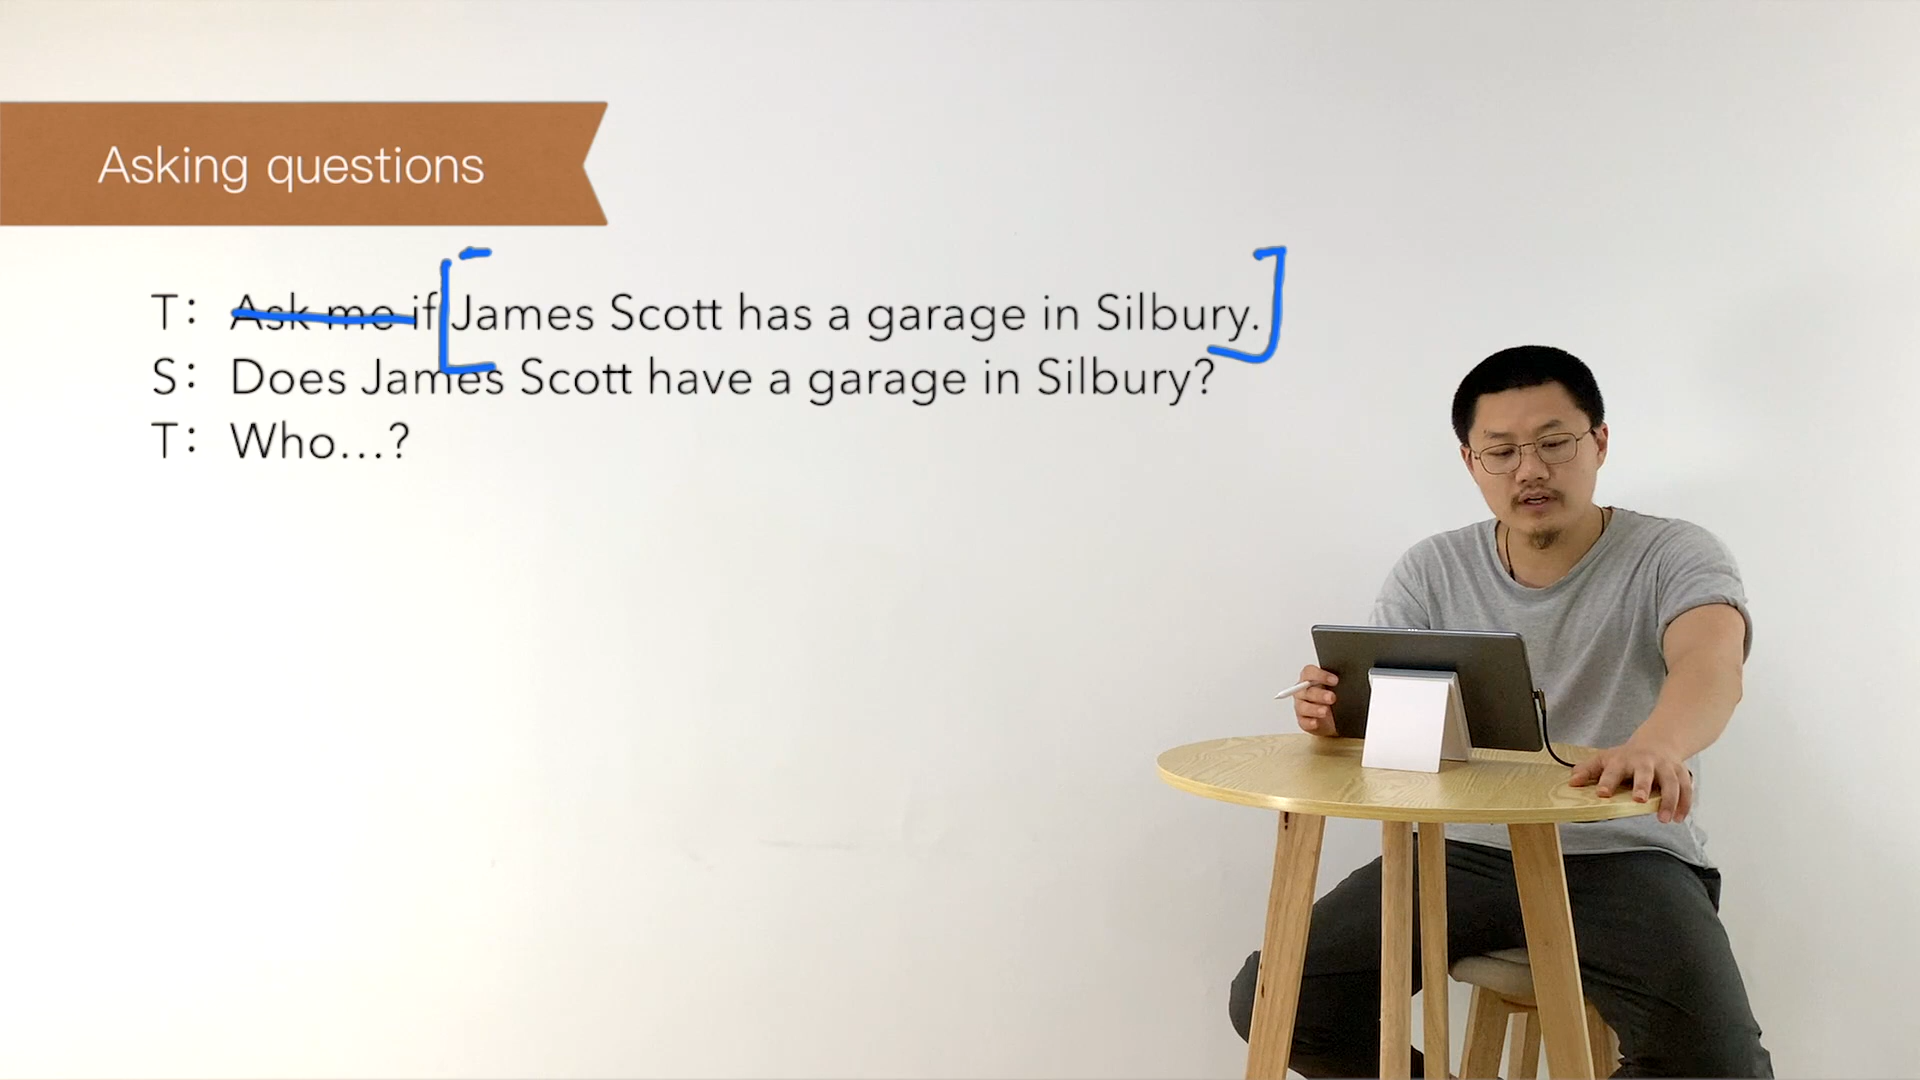 Asking questions
T: Ask me if James Scott has a garage in Silbury.
S: Does James Scott have a garage in Silbury?
T: Who...?